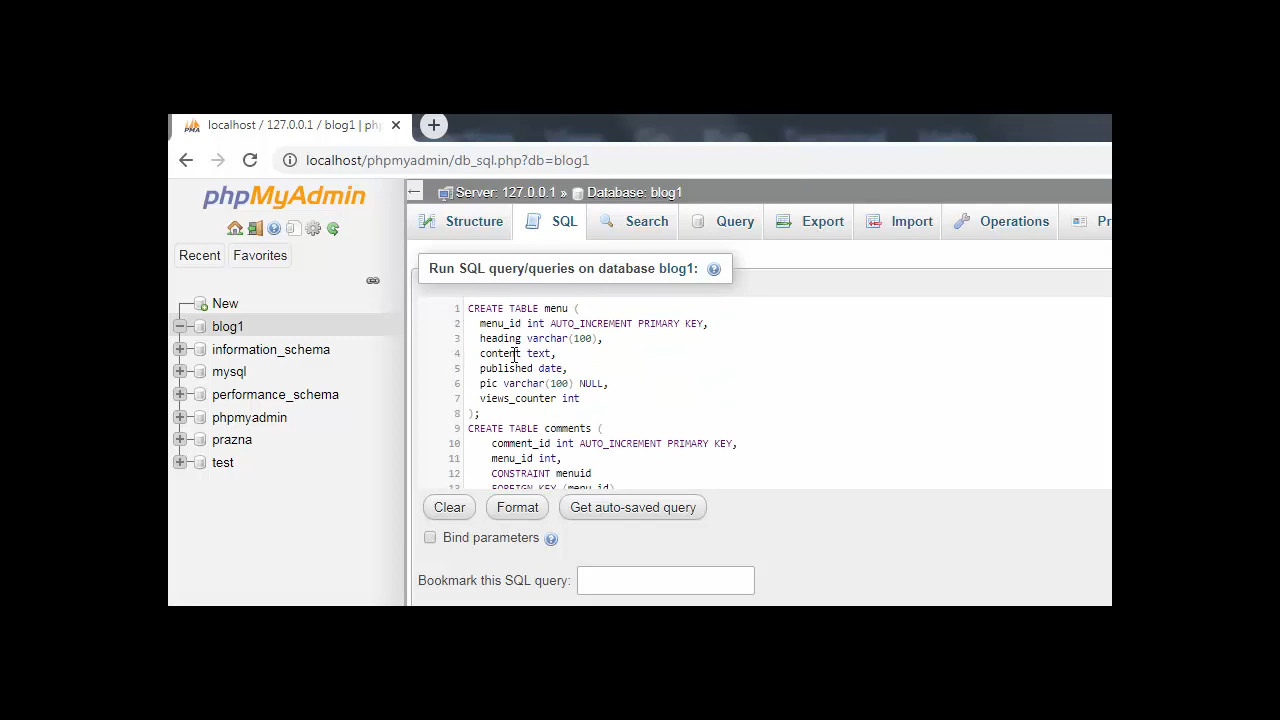 localhost / 127.0.0.1 / blog1 | ph
localhost/phpmyadmin/db_sql.php?db=blog1
phpMyAdmin
Recent Favorites
New
blog1
information_schema
mysql
performance_schema
phpmyadmin
prazna
test
Server: 127.0.0.1 » Database: blog1
Structure SQL Search Query Export Import Operations Pr
Run SQL query/queries on database blog1:
1 CREATE TABLE menu (
2 menu_id int AUTO_INCREMENT PRIMARY KEY,
3 heading varchar(100),
4 content text,
5 published date,
6 pic varchar(100) NULL,
7 views_counter int
8 );
9 CREATE TABLE comments (
10 comment_id int AUTO_INCREMENT PRIMARY KEY,
11 menu_id int,
12 CONSTRAINT menuid
13 FOREIGN KEY (menu_id)
Clear Format Get auto-saved query
Bind parameters
Bookmark this SQL query: